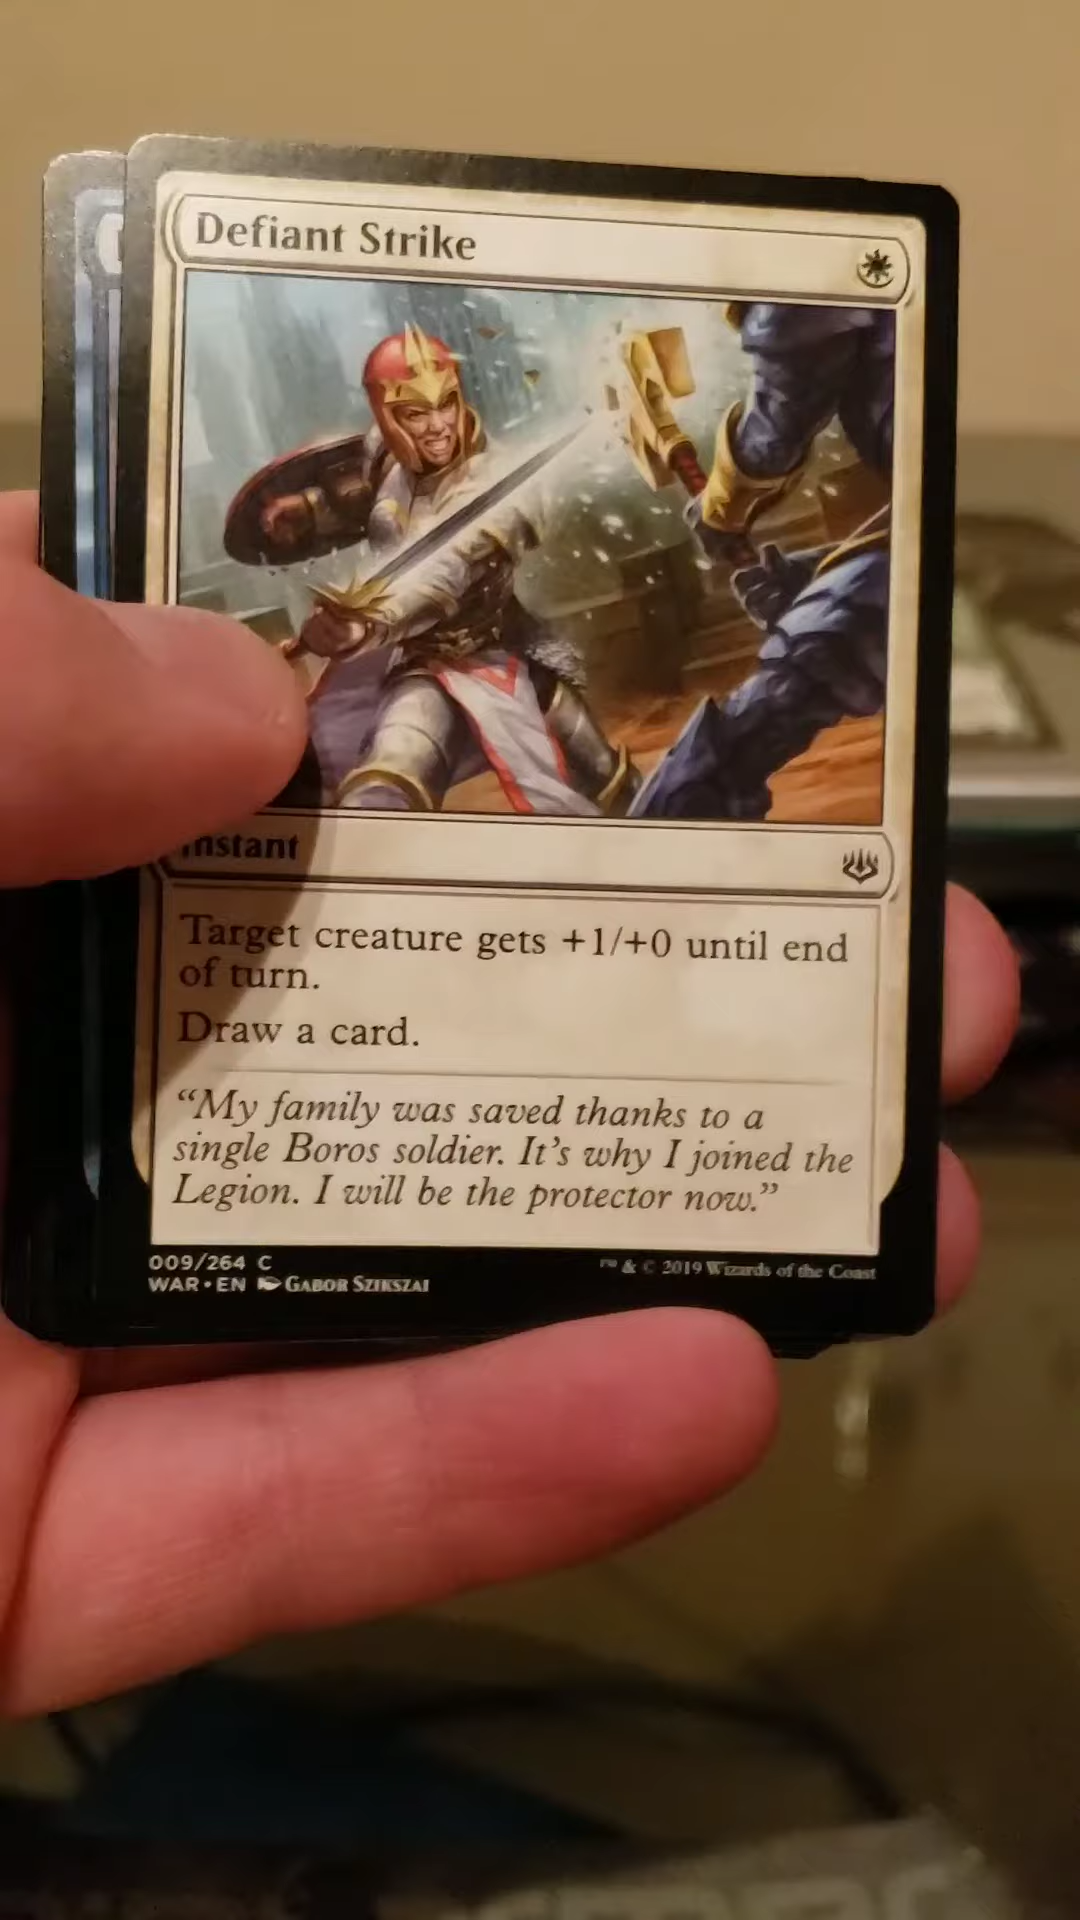 Defiant Strike
Instant
Target creature gets +1/+0 until end
of turn.
Draw a card.
“My family was saved thanks to a
single Boros soldier. It’s why I joined the
Legion. I will be the protector now.”
009/264 C
WAR • EN GABOR SZIKSZAI
™ & © 2019 Wizards of the Coast